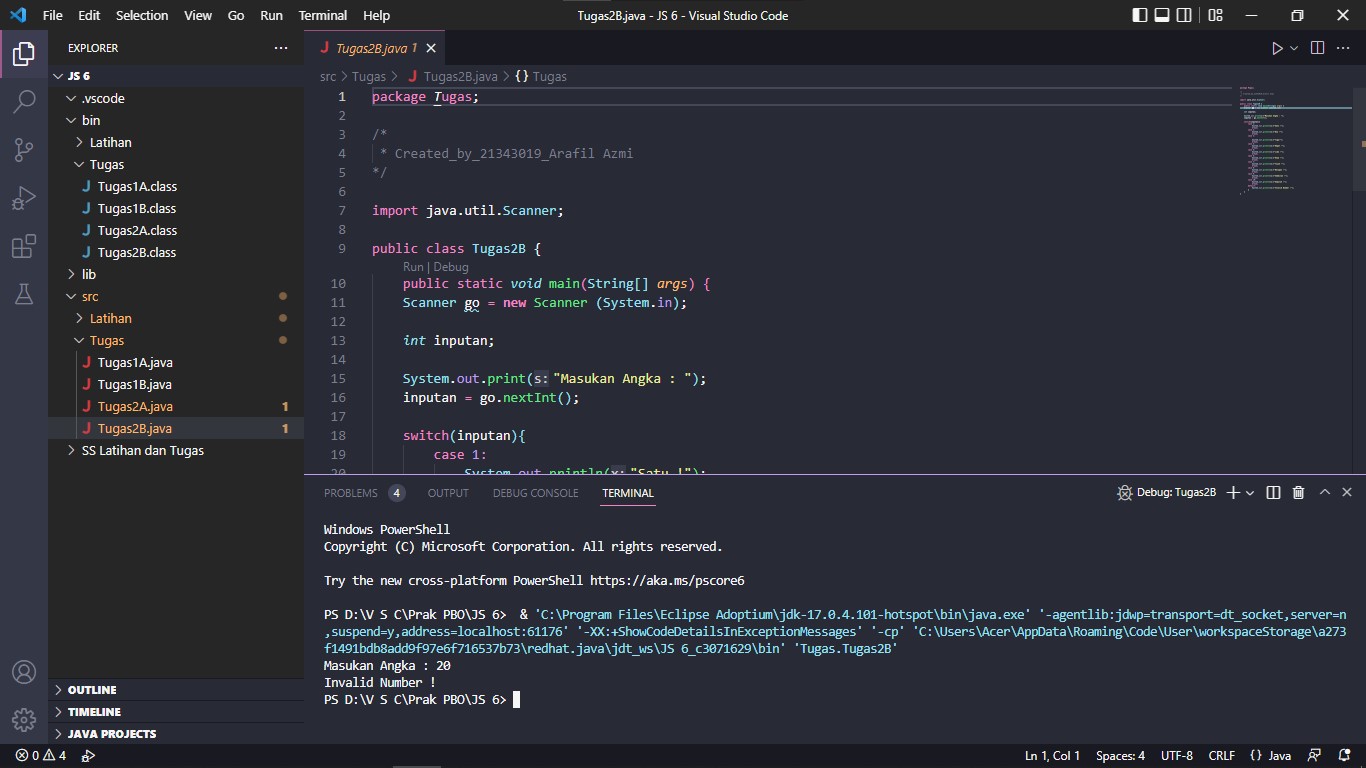 File Edit Selection View Go Run Terminal Help Tugas2B.java - JS 6 - Visual Studio Code
EXPLORER
JS 6
.vscode
bin
Latihan
Tugas
J Tugas1A.class
J Tugas1B.class
J Tugas2A.class
J Tugas2B.class
lib
src
Latihan
Tugas
J Tugas1A.java
J Tugas1B.java
J Tugas2A.java 1
J Tugas2B.java 1
SS Latihan dan Tugas
OUTLINE
TIMELINE
JAVA PROJECTS
J Tugas2B.java 1
src > Tugas > J Tugas2B.java > {} Tugas
1 package Tugas;
2
3 /*
4 * Created_by_21343019_Arafil Azmi
5 */
6
7 import java.util.Scanner;
8
9 public class Tugas2B {
Run | Debug
10 public static void main(String[] args) {
11 Scanner go = new Scanner (System.in);
12
13 int inputan;
14
15 System.out.print(s: "Masukan Angka : ");
16 inputan = go.nextInt();
17
18 switch(inputan){
19 case 1:
20 System.out.println(x: "Satu !");
PROBLEMS 4 OUTPUT DEBUG CONSOLE TERMINAL Debug: Tugas2B
Windows PowerShell
Copyright (C) Microsoft Corporation. All rights reserved.
Try the new cross-platform PowerShell https://aka.ms/pscore6
PS D:\V S C\Prak PBO\JS 6> & 'C:\Program Files\Eclipse Adoptium\jdk-17.0.4.101-hotspot\bin\java.exe' '-agentlib:jdwp=transport=dt_socket,server=n
,suspend=y,address=localhost:61176' '-XX:+ShowCodeDetailsInExceptionMessages' '-cp' 'C:\Users\Acer\AppData\Roaming\Code\User\workspaceStorage\a273
f1491bdb8add9f97e6f716537b73\redhat.java\jdt_ws\JS 6_c3071629\bin' 'Tugas.Tugas2B'
Masukan Angka : 20
Invalid Number !
PS D:\V S C\Prak PBO\JS 6>
0 4 Ln 1, Col 1 Spaces: 4 UTF-8 CRLF {} Java